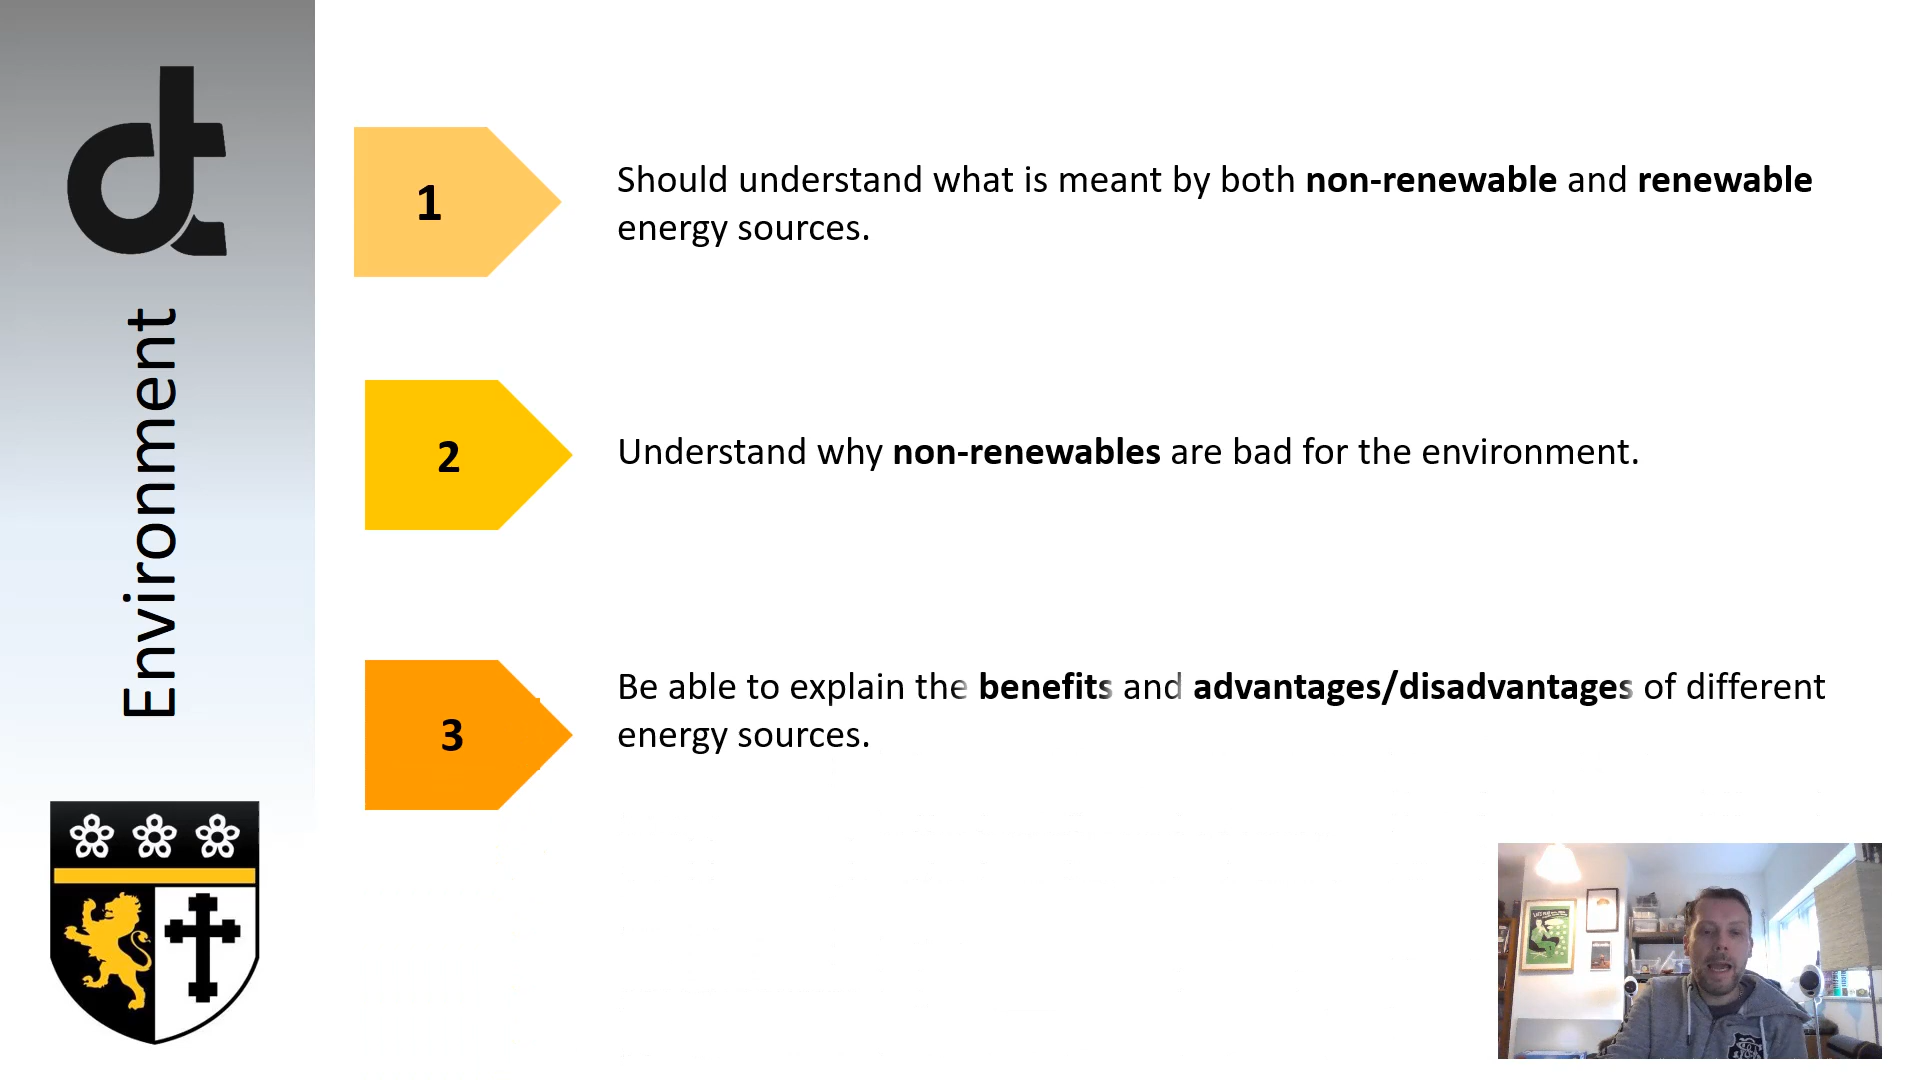 dt
Environment
1
Should understand what is meant by both non-renewable and renewable
energy sources.
2
Understand why non-renewables are bad for the environment.
3
Be able to explain the benefits and advantages/disadvantages of different
energy sources.